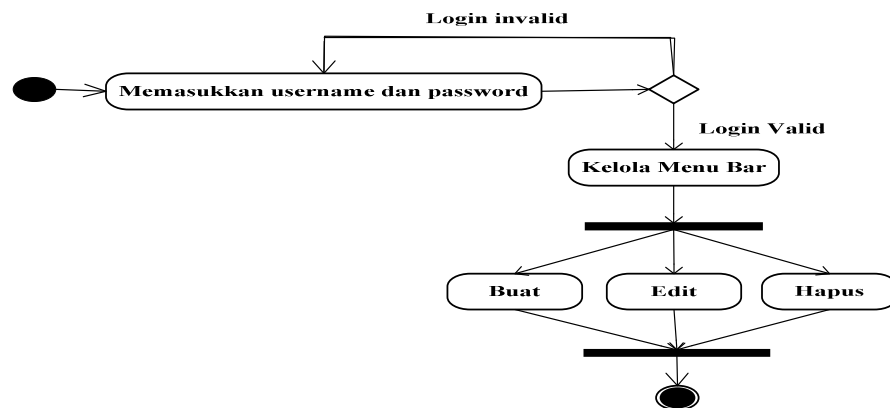 Login invalid
Memasukkan username dan password
Login Valid
Kelola Menu Bar
Buat
Edit
Hapus